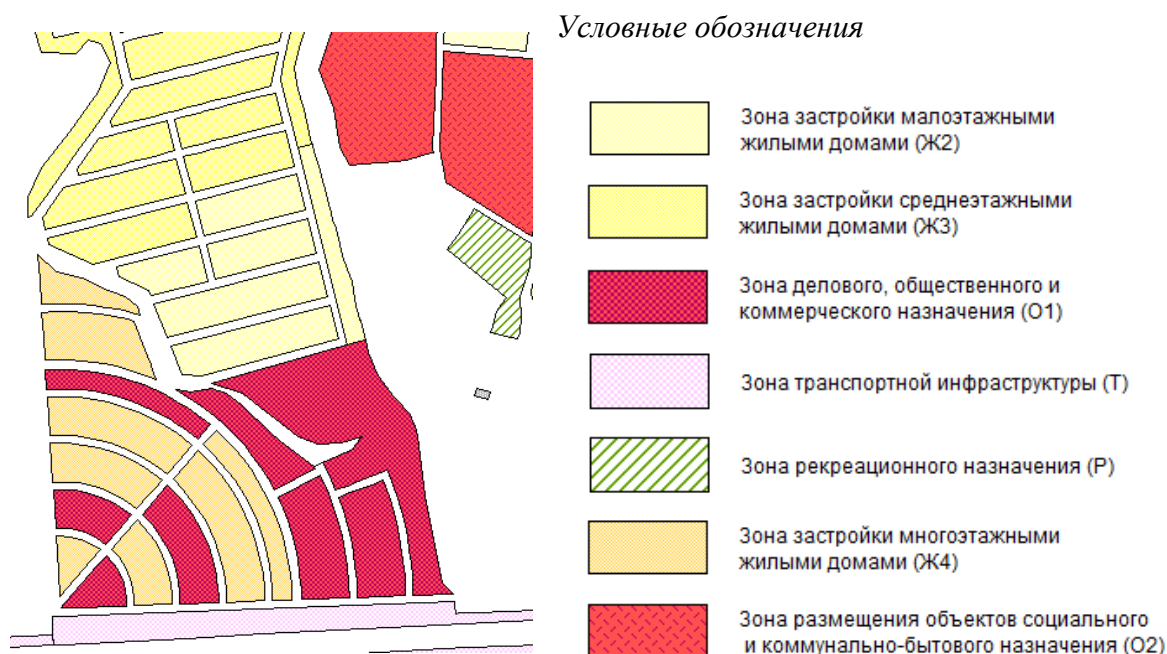 Условные обозначения
Зона застройки малоэтажными
жилыми домами (Ж2)
Зона застройки среднеэтажными
жилыми домами (Ж3)
Зона делового, общественного и
коммерческого назначения (О1)
Зона транспортной инфраструктуры (Т)
Зона рекреационного назначения (Р)
Зона застройки многоэтажными
жилыми домами (Ж4)
Зона размещения объектов социального
и коммунально-бытового назначения (О2)